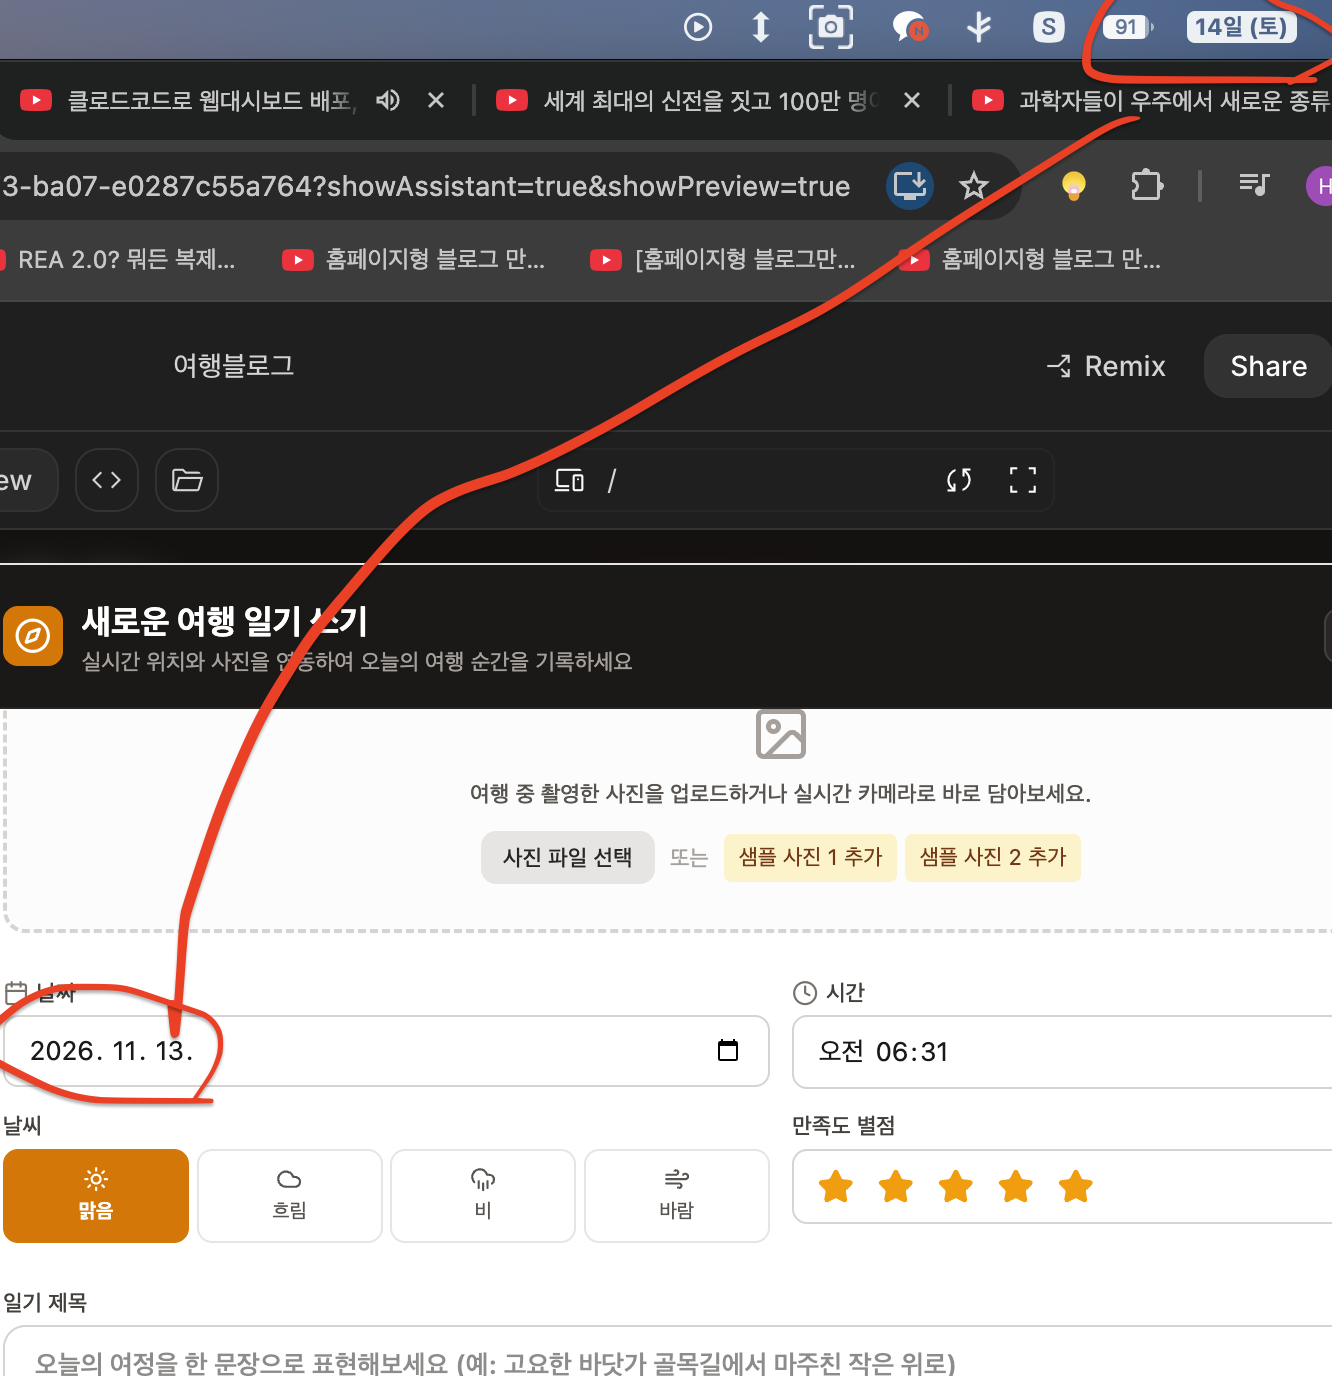 S 91 14일 (토)
클로드코드로 웹대시보드 배포,
세계 최대의 신전을 짓고 100만 명
과학자들이 우주에서 새로운 종류
3-ba07-e0287c55a764?showAssistant=true&showPreview=true
H
REA 2.0? 뭐든 복제...
홈페이지형 블로그 만...
[홈페이지형 블로그만...
홈페이지형 블로그 만...
여행블로그
Remix
Share
ew
/
새로운 여행 일기 쓰기
실시간 위치와 사진을 연동하여 오늘의 여행 순간을 기록하세요
여행 중 촬영한 사진을 업로드하거나 실시간 카메라로 바로 담아보세요.
사진 파일 선택
또는
샘플 사진 1 추가
샘플 사진 2 추가
날짜
시간
2026. 11. 13.
오전 06:31
날씨
만족도 별점
맑음
흐림
비
바람
일기 제목
오늘의 여정을 한 문장으로 표현해보세요 (예: 고요한 바닷가 골목길에서 마주친 작은 위로)